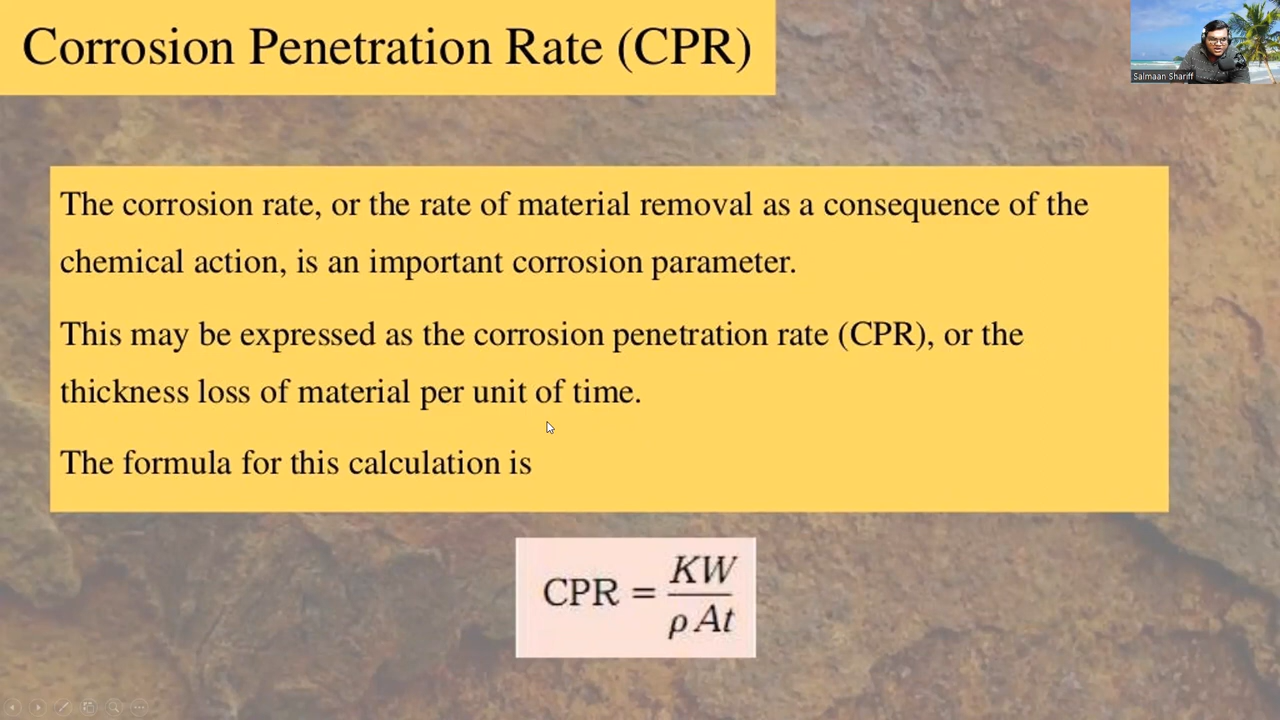 Corrosion Penetration Rate (CPR)
Salmaan Shariff
The corrosion rate, or the rate of material removal as a consequence of the
chemical action, is an important corrosion parameter.
This may be expressed as the corrosion penetration rate (CPR), or the
thickness loss of material per unit of time.
The formula for this calculation is
CPR = KW / ρ At